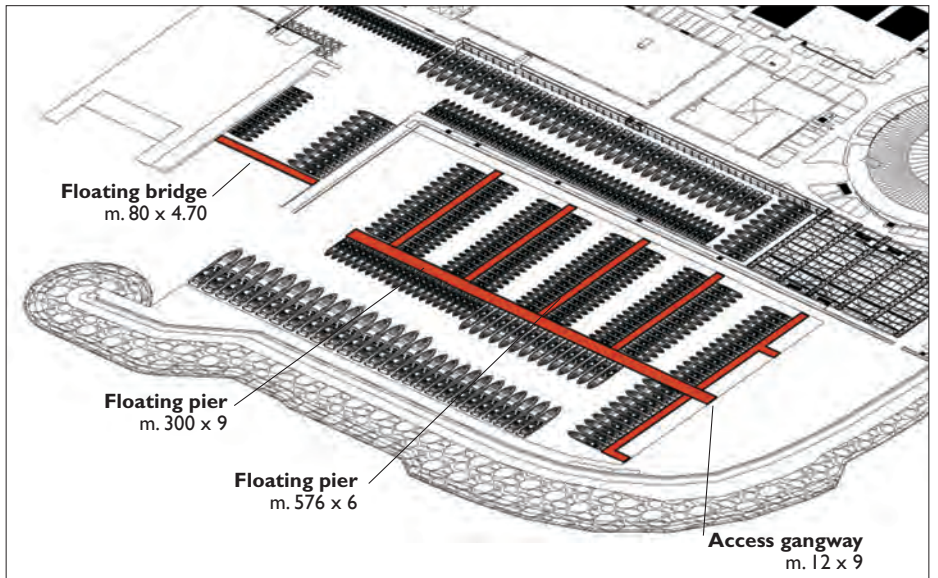 Floating bridge
m. 80 x 4.70
Floating pier
m. 300 x 9
Floating pier
m. 576 x 6
Access gangway
m. 12 x 9